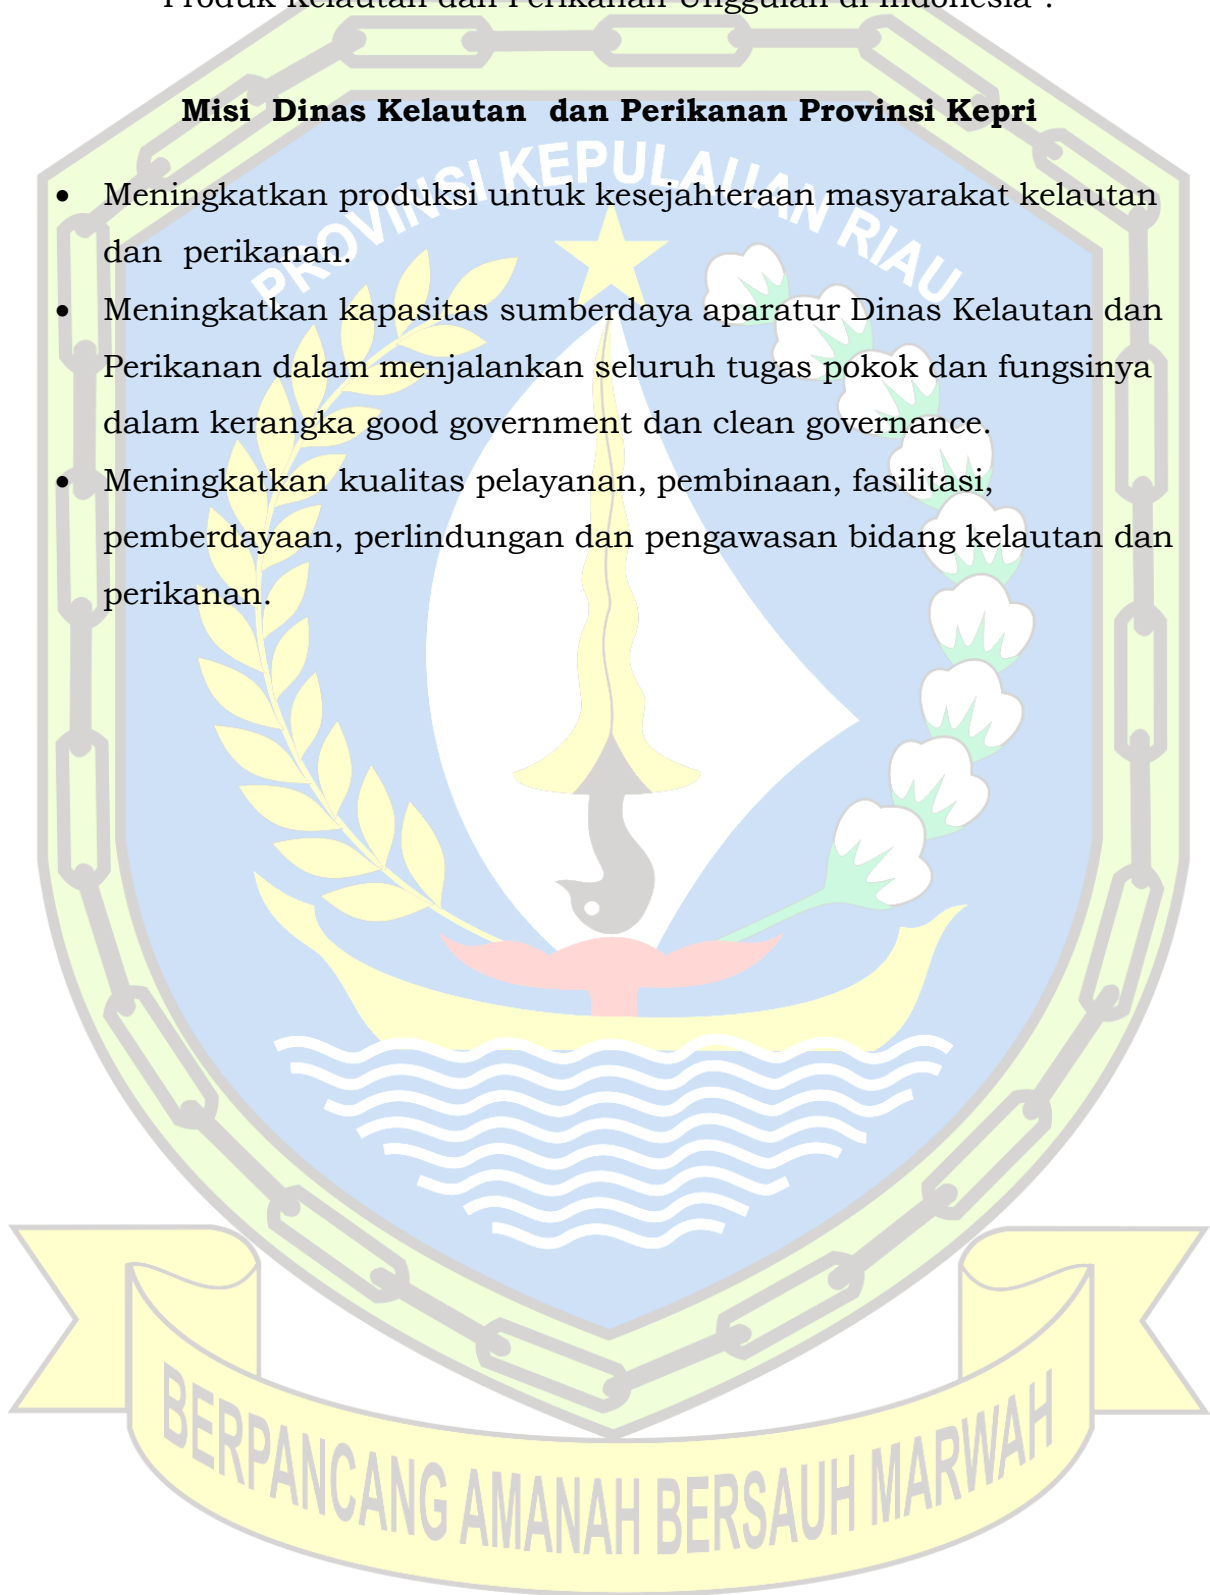 Produk Kelautan dan Perikanan Unggulan di Indonesia".
Misi  Dinas Kelautan  dan Perikanan Provinsi Kepri
• Meningkatkan produksi untuk kesejahteraan masyarakat kelautan
dan  perikanan.
• Meningkatkan kapasitas sumberdaya aparatur Dinas Kelautan dan
Perikanan dalam menjalankan seluruh tugas pokok dan fungsinya
dalam kerangka good government dan clean governance.
• Meningkatkan kualitas pelayanan, pembinaan, fasilitasi,
pemberdayaan, perlindungan dan pengawasan bidang kelautan dan
perikanan.
PROVINSI KEPULAUAN RIAU
BERPANCANG AMANAH BERSAUH MARWAH